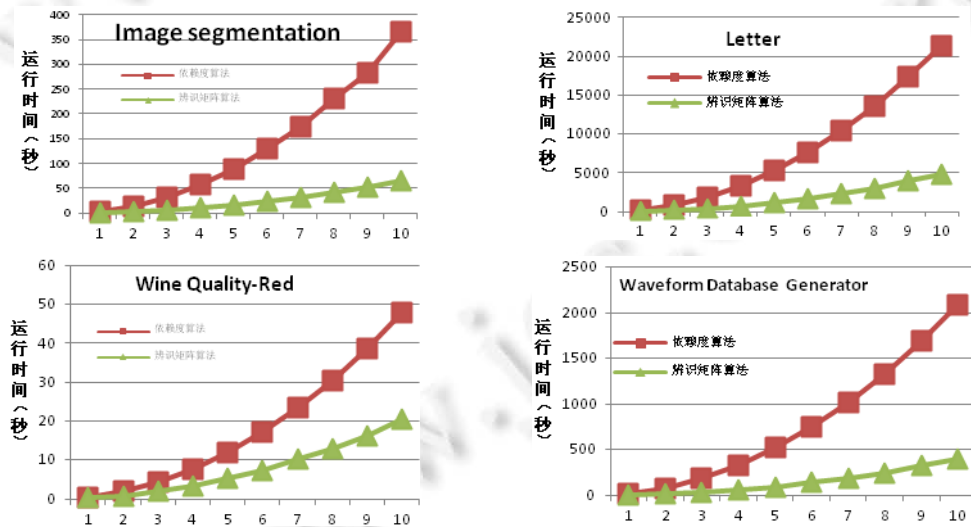 Image segmentation
运行时间(秒)
400
350
300
250
200
150
100
50
0
依赖度算法
辨识矩阵算法
1 2 3 4 5 6 7 8 9 10
Letter
运行时间(秒)
25000
20000
15000
10000
5000
0
依赖度算法
辨识矩阵算法
1 2 3 4 5 6 7 8 9 10
Wine Quality-Red
运行时间(秒)
60
50
40
30
20
10
0
依赖度算法
辨识矩阵算法
1 2 3 4 5 6 7 8 9 10
Waveform Database Generator
运行时间(秒)
2500
2000
1500
1000
500
0
依赖度算法
辨识矩阵算法
1 2 3 4 5 6 7 8 9 10